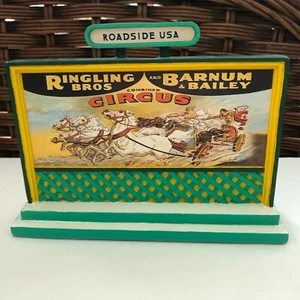 ROADSIDE USA
RINGLING BROS AND BARNUM & BAILEY
COMBINED
CIRCUS